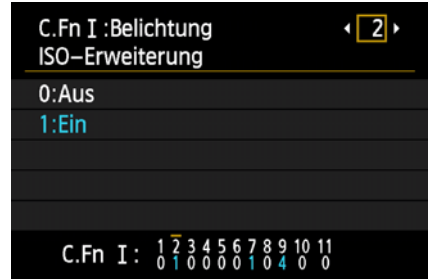 C.Fn I :Belichtung 2
ISO-Erweiterung
0:Aus
1:Ein
C.Fn I : 1 2 3 4 5 6 7 8 9 10 11
0 1 0 0 0 0 1 0 4 0 0